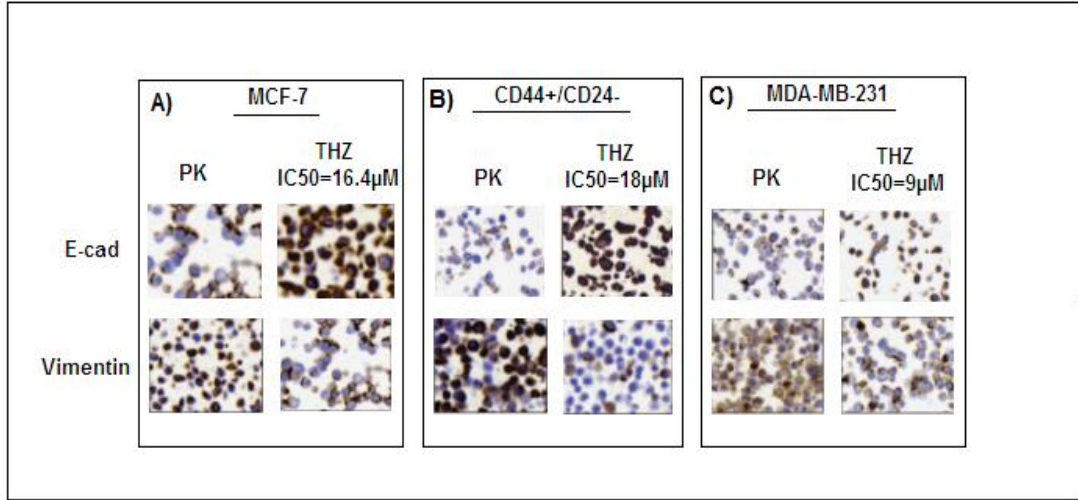 A) MCF-7
PK
THZ
IC50=16.4µM
B) CD44+/CD24-
PK
THZ
IC50=18µM
C) MDA-MB-231
PK
THZ
IC50=9µM
E-cad
Vimentin